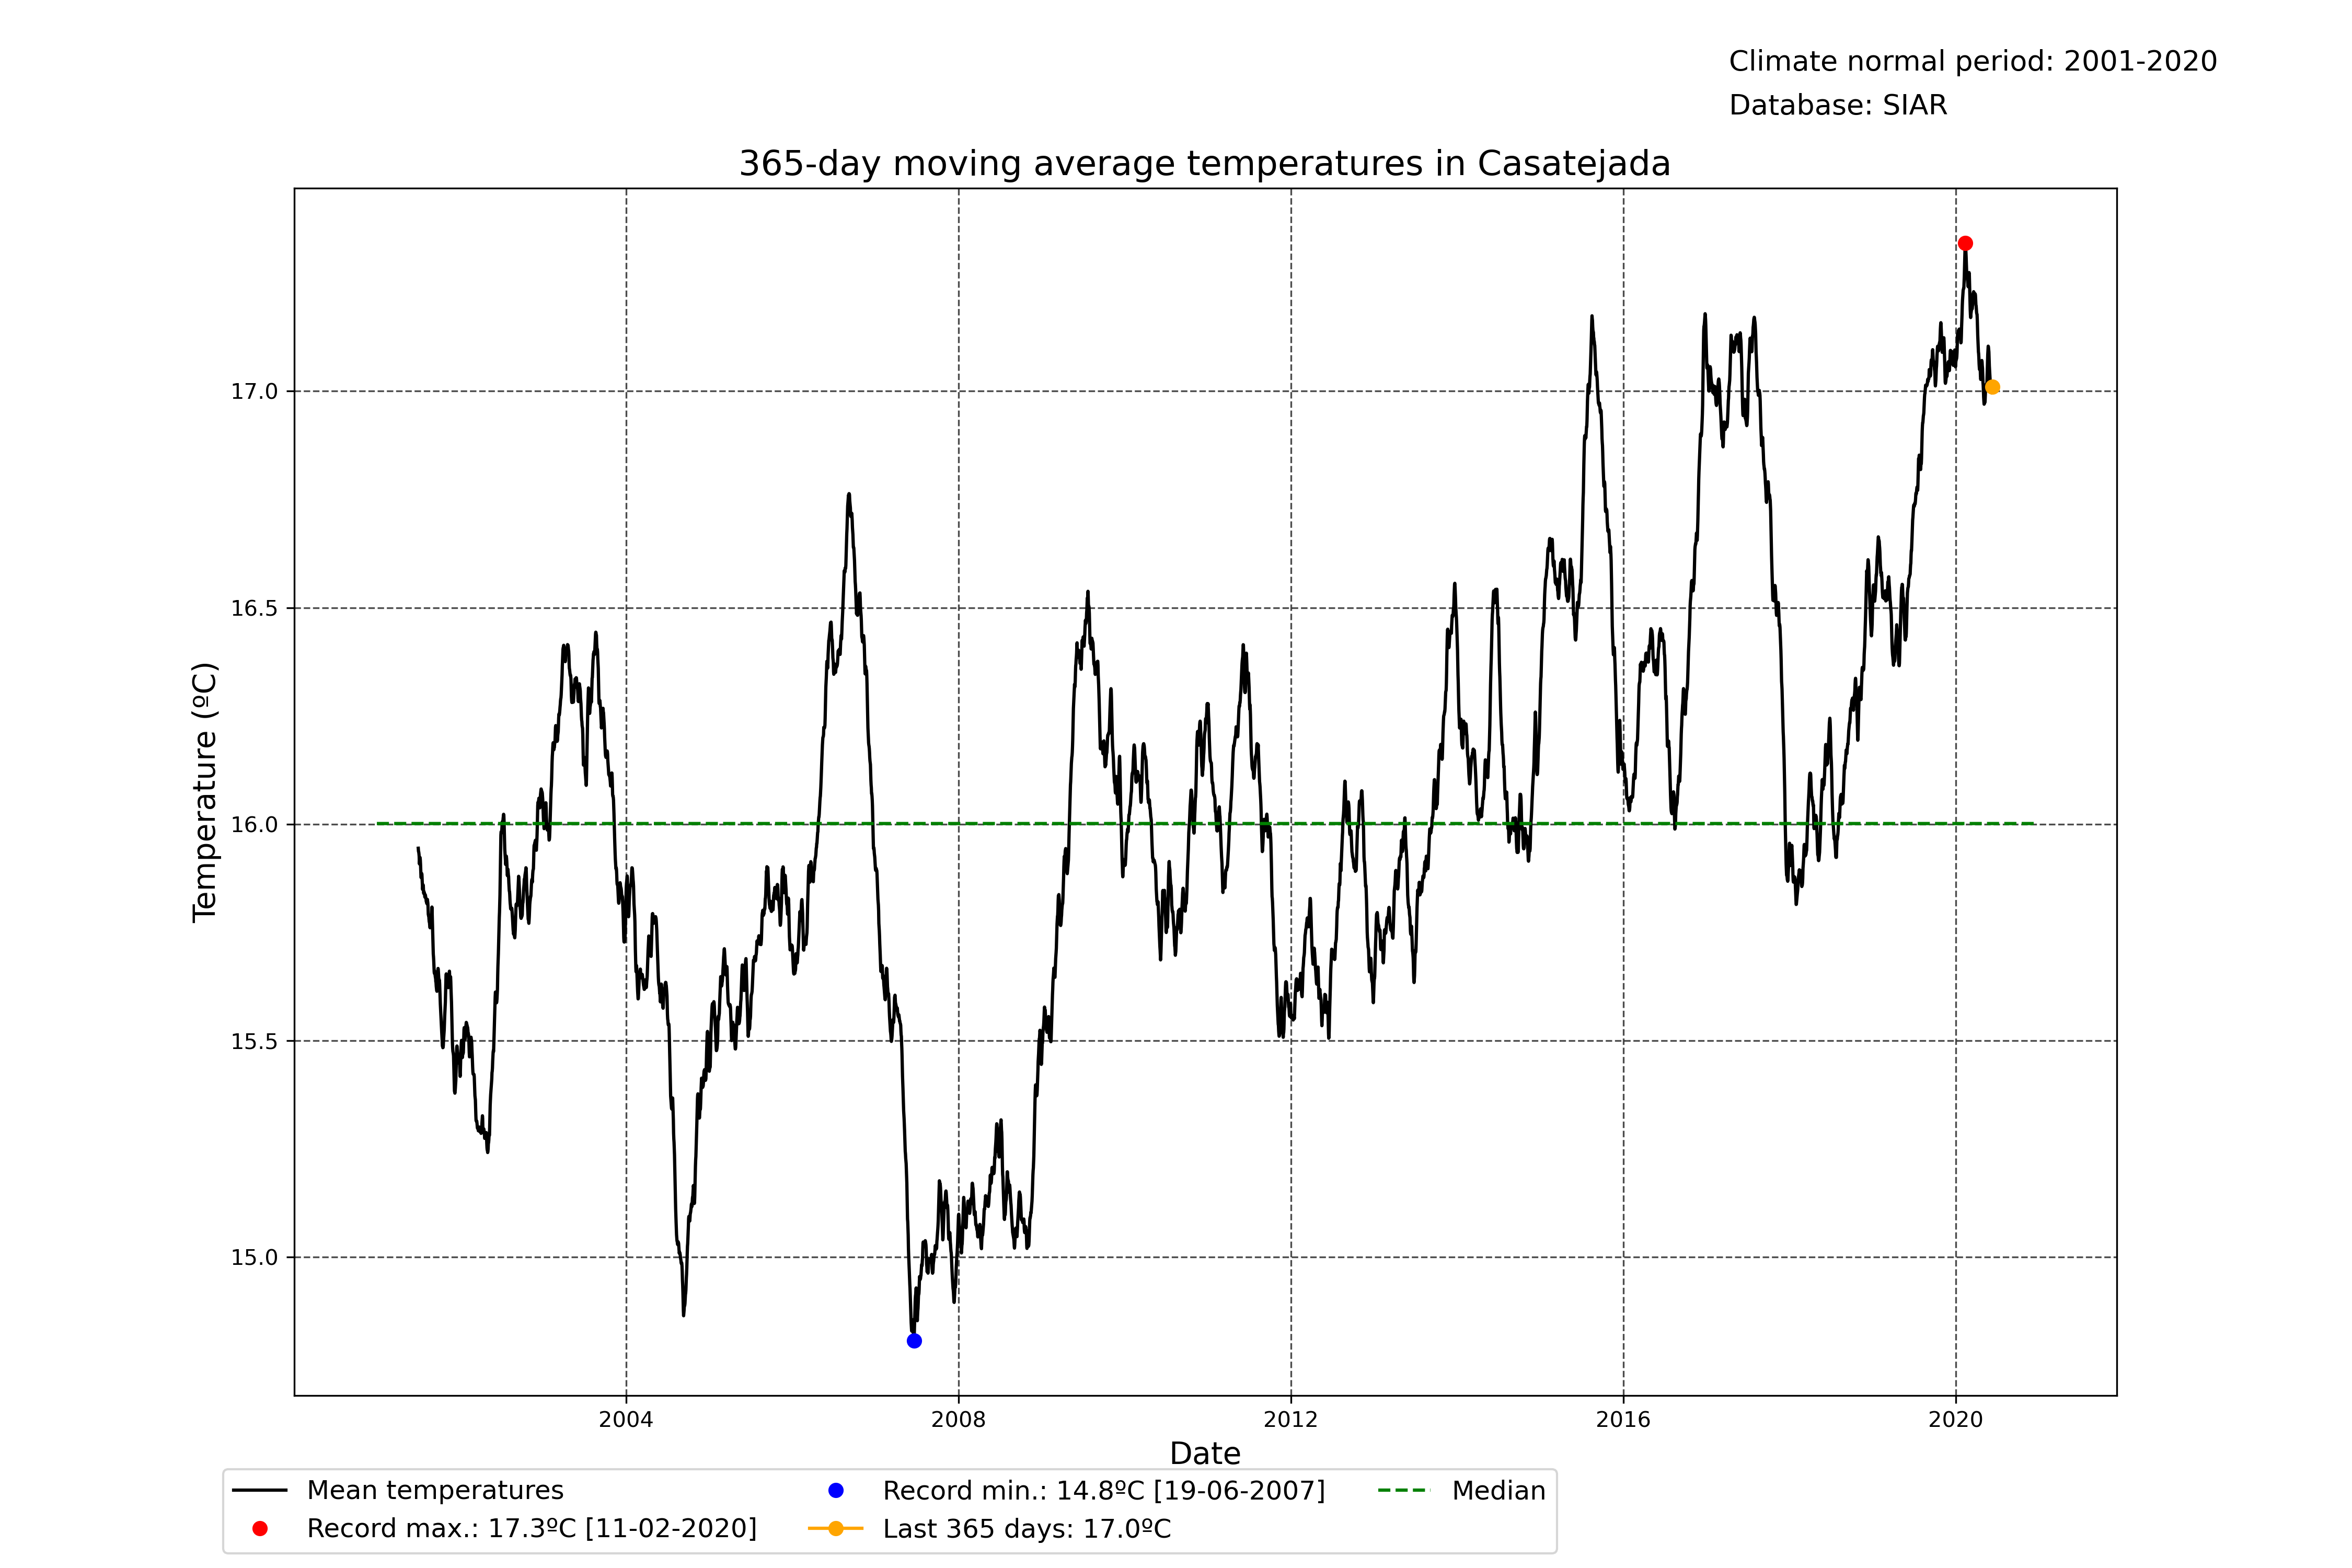 Climate normal period: 2001-2020
Database: SIAR
365-day moving average temperatures in Casatejada
Temperature (ºC)
17.0
16.5
16.0
15.5
15.0
2004
2008
2012
2016
2020
Date
Mean temperatures
Record max.: 17.3ºC [11-02-2020]
Record min.: 14.8ºC [19-06-2007]
Last 365 days: 17.0ºC
Median